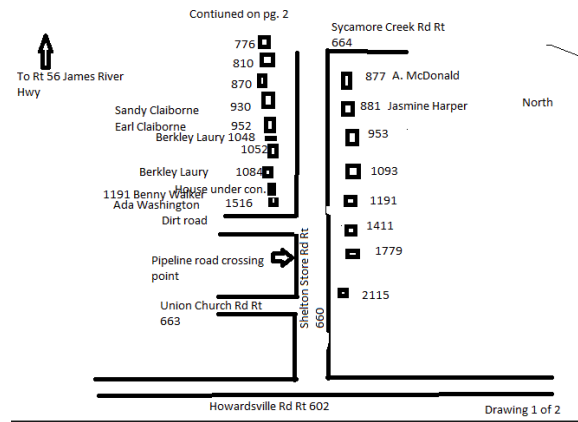 Contiuned on pg. 2
Sycamore Creek Rd Rt
664
776
810
To Rt 56 James River
Hwy
870
877 A. McDonald
North
930
881 Jasmine Harper
Sandy Claiborne
Earl Claiborne
952
Berkley Laury 1048
953
1052
Berkley Laury
1084
1093
House under con.
1191 Benny Walker
Ada Washington
1516
1191
Dirt road
1411
Pipeline road crossing
point
1779
Shelton Store Rd Rt
660
2115
Union Church Rd Rt
663
Howardsville Rd Rt 602
Drawing 1 of 2